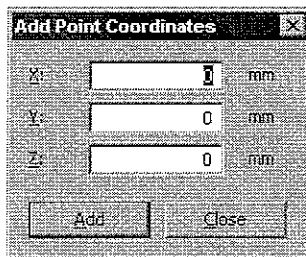 Add Point Coordinates
X: 0 mm
Y: 0 mm
Z: 0 mm
Add Close